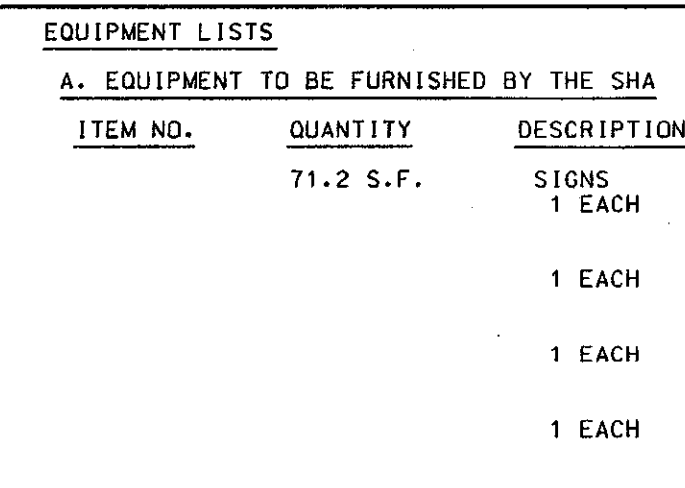 EQUIPMENT LISTS
A. EQUIPMENT TO BE FURNISHED BY THE SHA
ITEM NO. QUANTITY DESCRIPTION
71.2 S.F. SIGNS
1 EACH
1 EACH
1 EACH
1 EACH